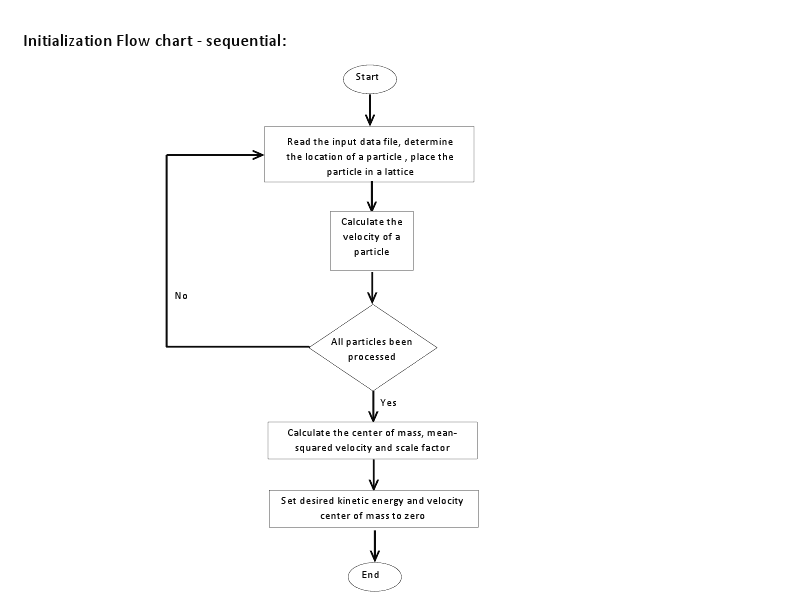 Initialization Flow chart - sequential:
Start
Read the input data file, determine
the location of a particle , place the
particle in a lattice
Calculate the
velocity of a
particle
No
All particles been
processed
Yes
Calculate the center of mass, mean-
squared velocity and scale factor
Set desired kinetic energy and velocity
center of mass to zero
End